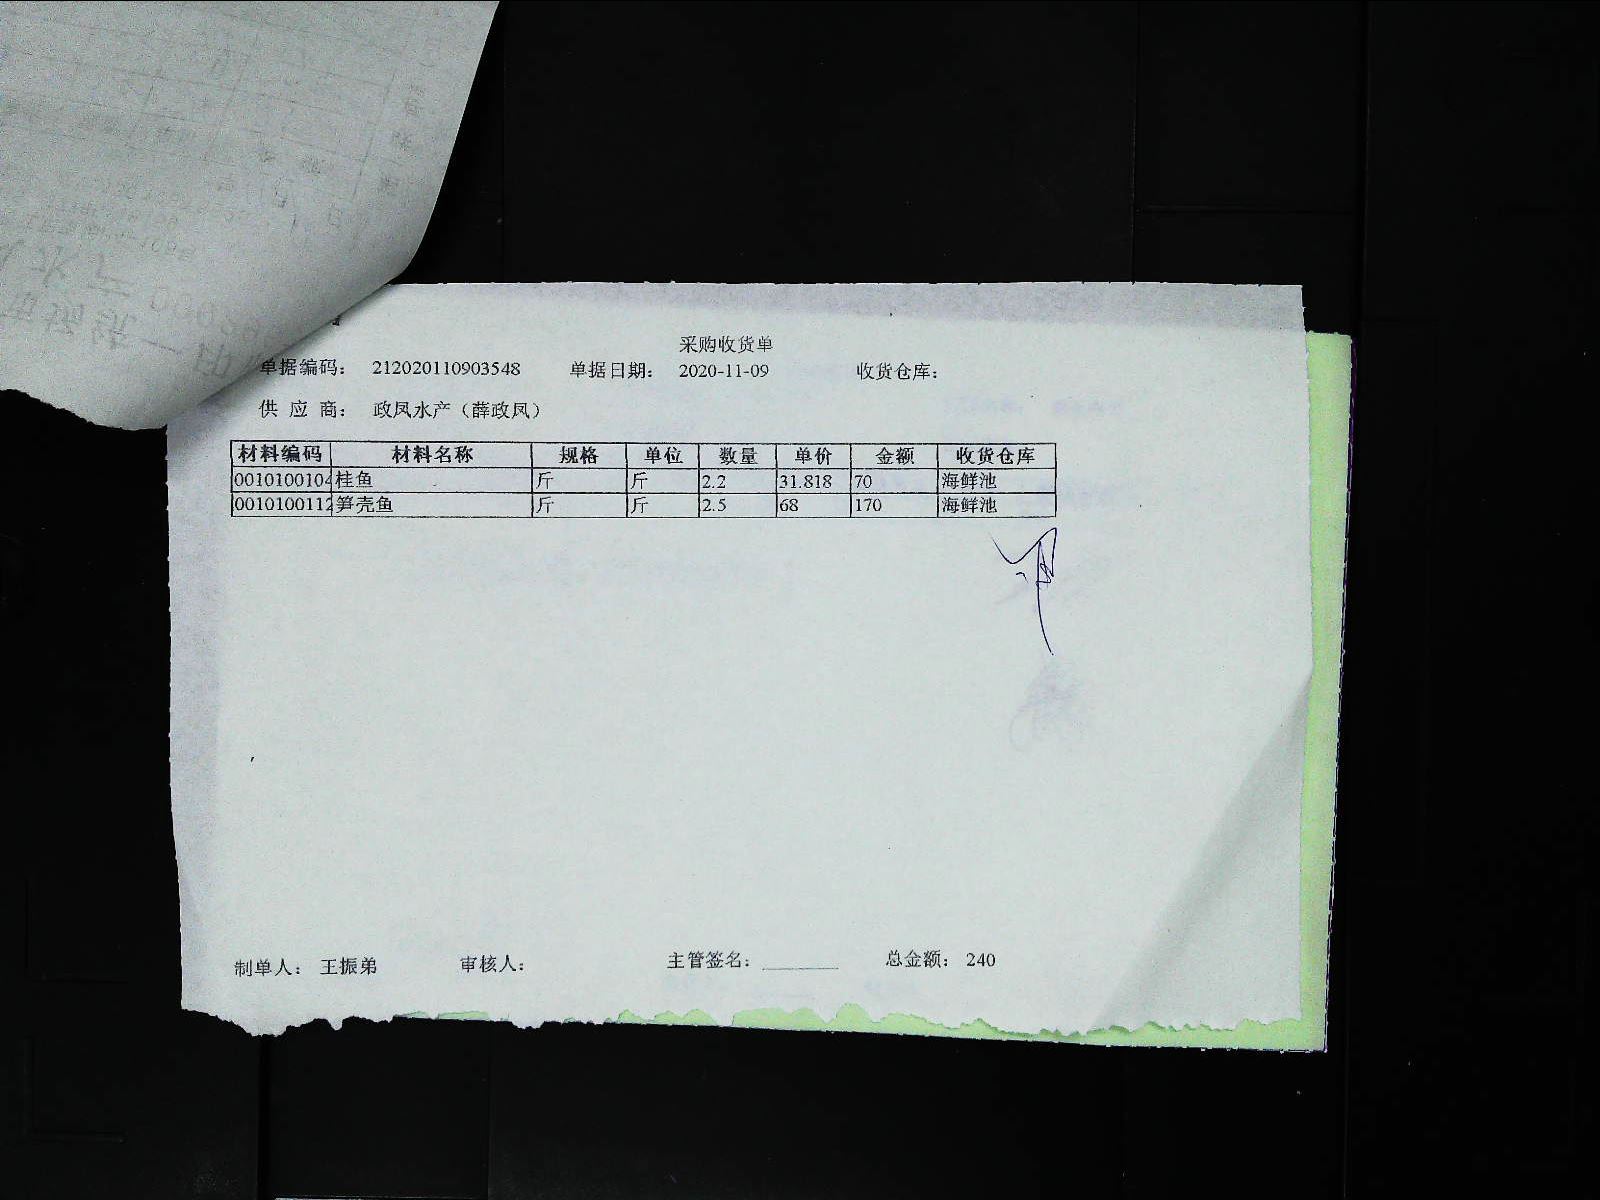 采购收货单
单据编码： 212020110903548 单据日期： 2020-11-09 收货仓库：
供 应 商： 政凤水产（薛政凤）
材料编码 材料名称 规格 单位 数量 单价 金额 收货仓库
0010100104 桂鱼 斤 斤 2.2 31.818 70 海鲜池
0010100112 笋壳鱼 斤 斤 2.5 68 170 海鲜池
制单人： 王振弟 审核人： 主管签名：________ 总金额： 240